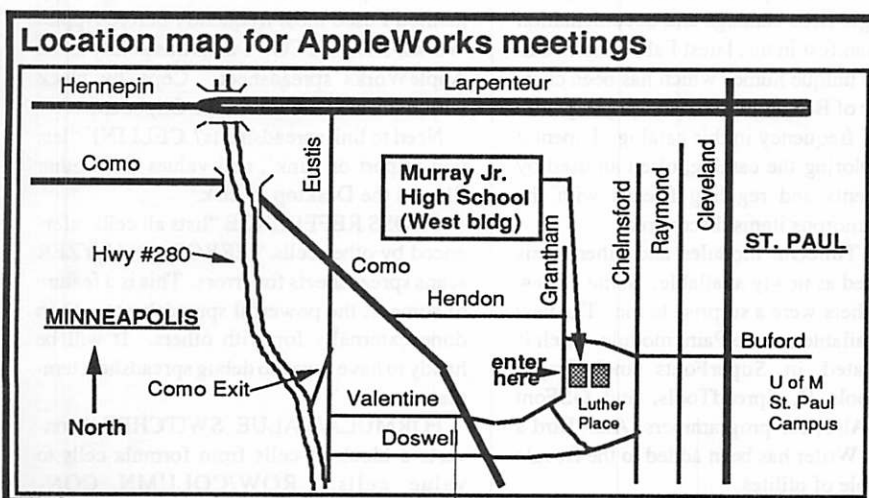 Location map for AppleWorks meetings
Hennepin
Larpenteur
Como
Eustis
Murray Jr.
High School
(West bldg)
Grantham
Chelmsford
Raymond
Cleveland
ST. PAUL
Hwy #280
Como
Hendon
MINNEAPOLIS
Buford
enter
here
Como Exit
Valentine
Luther
Place
U of M
St. Paul
Campus
North
Doswell